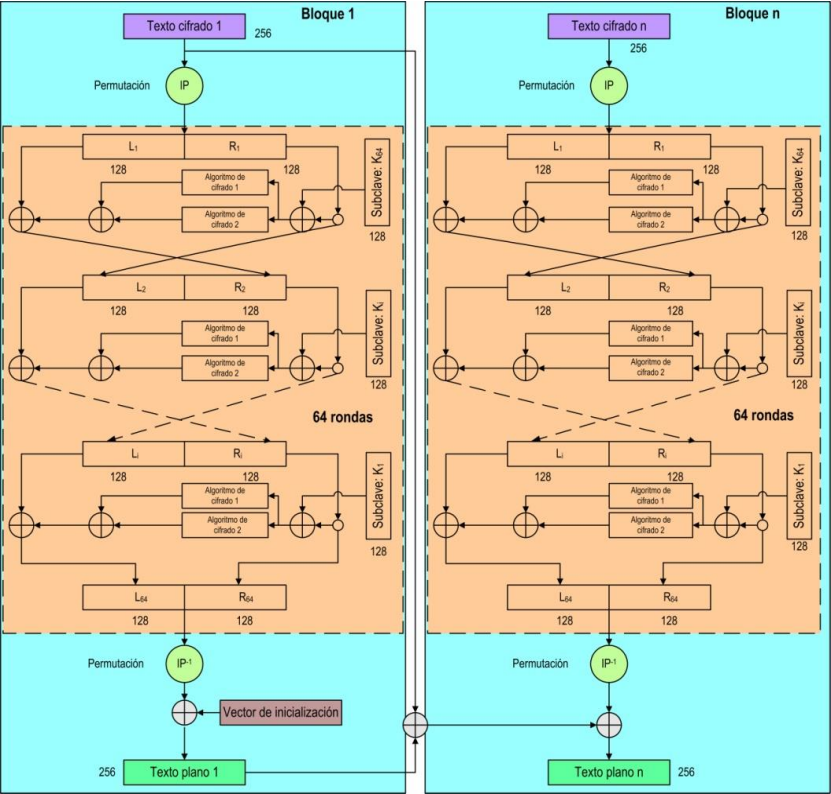 Bloque 1
Texto cifrado 1
256
Permutación
IP
L1
R1
128
128
Algoritmo de
cifrado 1
Algoritmo de
cifrado 2
Subclave: K64
128
L2
R2
128
128
Algoritmo de
cifrado 1
Algoritmo de
cifrado 2
Subclave: Ki
128
64 rondas
Li
Ri
128
128
Algoritmo de
cifrado 1
Algoritmo de
cifrado 2
Subclave: K1
128
L64
R64
128
128
Permutación
IP-1
Vector de inicialización
256
Texto plano 1
Bloque n
Texto cifrado n
256
Permutación
IP
L1
R1
128
128
Algoritmo de
cifrado 1
Algoritmo de
cifrado 2
Subclave: K64
128
L2
R2
128
128
Algoritmo de
cifrado 1
Algoritmo de
cifrado 2
Subclave: Ki
128
64 rondas
Li
Ri
128
128
Algoritmo de
cifrado 1
Algoritmo de
cifrado 2
Subclave: K1
128
L64
R64
128
128
Permutación
IP-1
Texto plano n
256